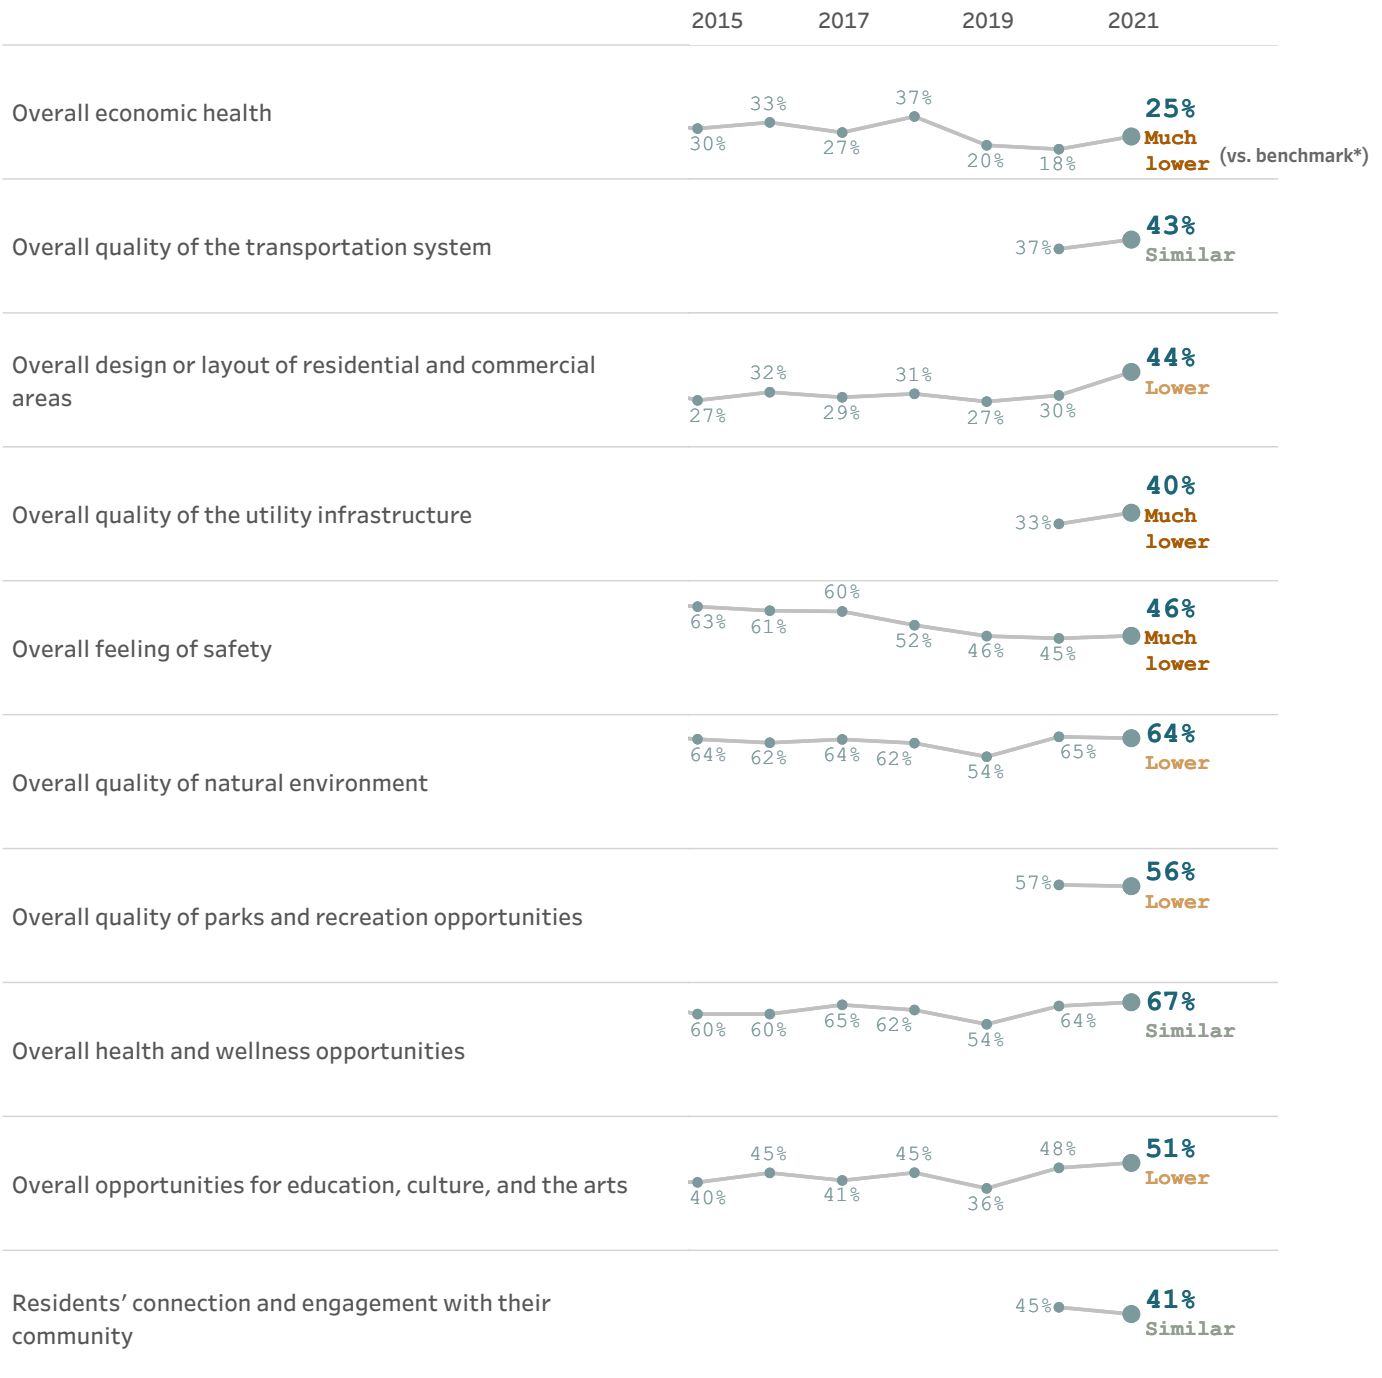 2015 2017 2019 2021
Overall economic health
30% 33% 27% 37% 20% 18% 25%
Much
lower (vs. benchmark*)
Overall quality of the transportation system
37% 43%
Similar
Overall design or layout of residential and commercial
areas
27% 32% 29% 31% 27% 30% 44%
Lower
Overall quality of the utility infrastructure
33% 40%
Much
lower
Overall feeling of safety
63% 61% 60% 52% 46% 45% 46%
Much
lower
Overall quality of natural environment
64% 62% 64% 62% 54% 65% 64%
Lower
Overall quality of parks and recreation opportunities
57% 56%
Lower
Overall health and wellness opportunities
60% 60% 65% 62% 54% 64% 67%
Similar
Overall opportunities for education, culture, and the arts
40% 45% 41% 45% 36% 48% 51%
Lower
Residents’ connection and engagement with their
community
45% 41%
Similar